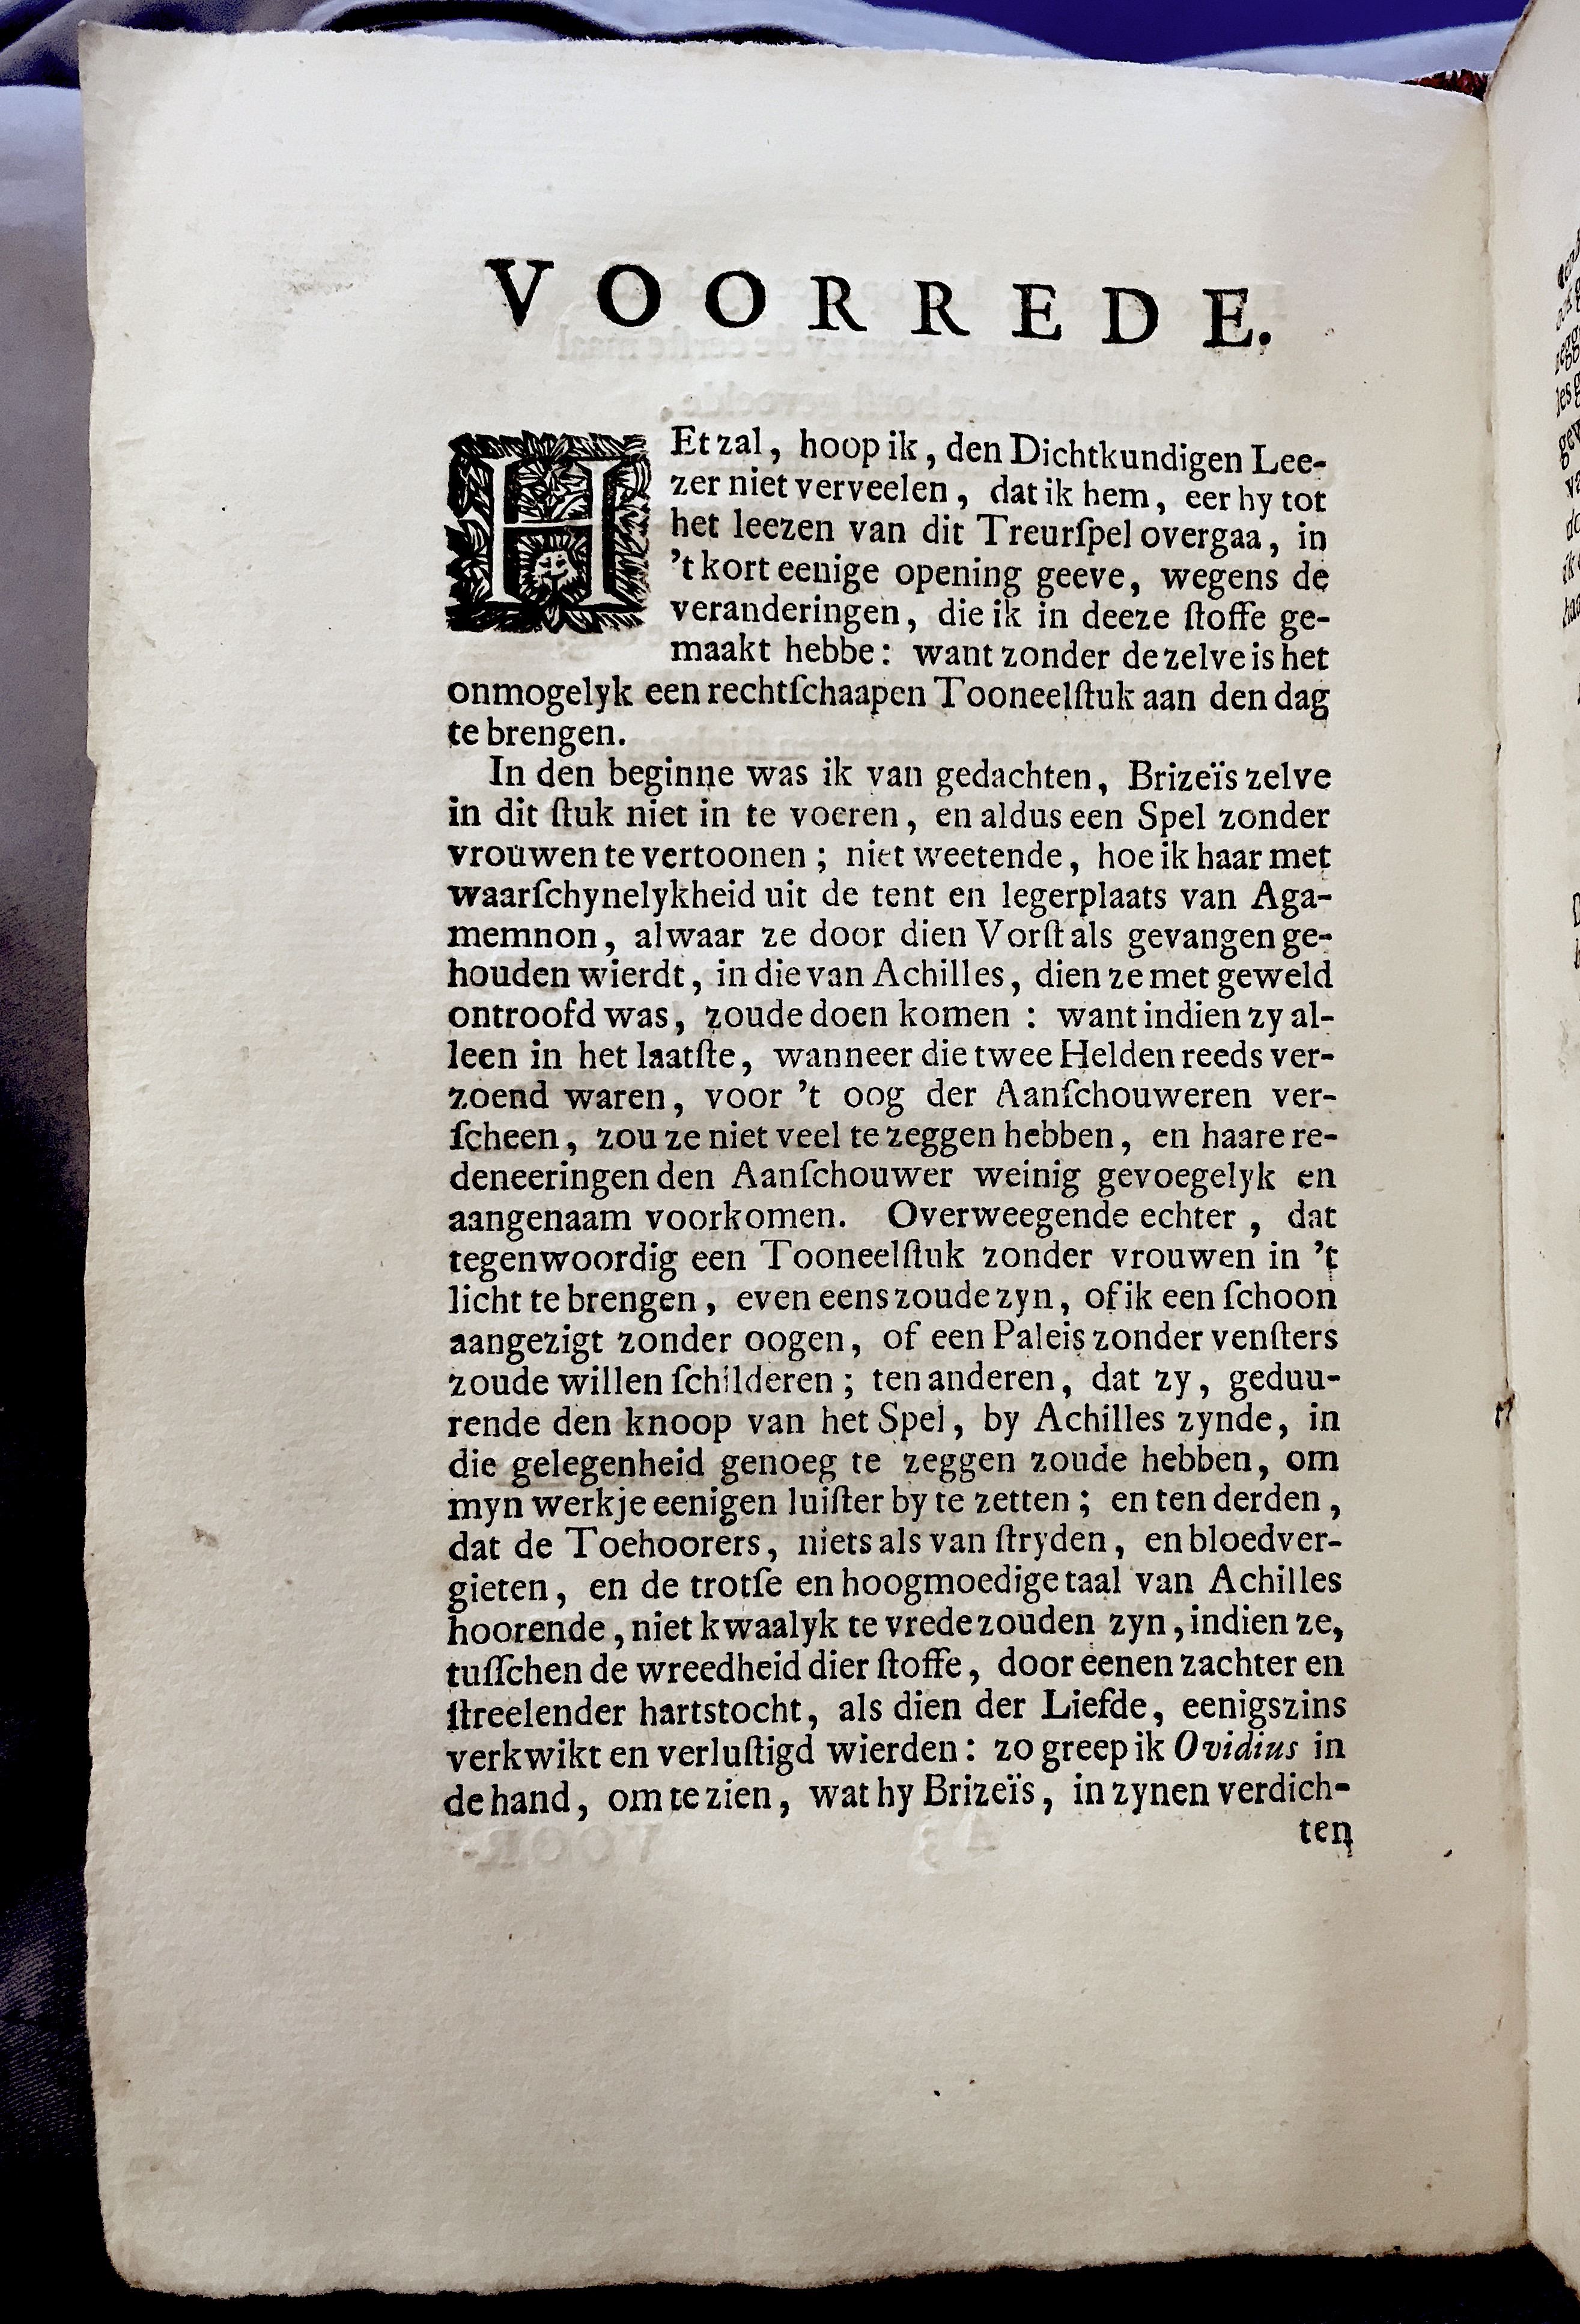 VOORREDE.
HEt zal, hoop ik, den Dichtkundigen Lee-
zer niet verveelen, dat ik hem, eer hy tot
het leezen van dit Treurſpel overgaa, in
't kort eenige opening geeve, wegens de
veranderingen, die ik in deeze ſtoffe ge-
maakt hebbe: want zonder dezelve is het
onmogelyk een rechtſchaapen Tooneelſtuk aan den dag
te brengen.
In den beginne was ik van gedachten, Brizeïs zelve
in dit ſtuk niet in te voeren, en aldus een Spel zonder
vrouwen te vertoonen; niet weetende, hoe ik haar met
waarſchynelykheid uit de tent en legerplaats van Aga-
memnon, alwaar ze door dien Vorſt als gevangen ge-
houden wierdt, in die van Achilles, dien ze met geweld
ontroofd was, zoude doen komen: want indien zy al-
leen in het laatſte, wanneer die twee Helden reeds ver-
zoend waren, voor 't oog der Aanſchouweren ver-
ſcheen, zou ze niet veel te zeggen hebben, en haare re-
deneeringen den Aanſchouwer weinig gevoegelyk en
aangenaam voorkomen. Overweegende echter, dat
tegenwoordig een Tooneelſtuk zonder vrouwen in 't
licht te brengen, even eens zoude zyn, of ik een ſchoon
aangezigt zonder oogen, of een Paleis zonder venſters
zoude willen ſchilderen; ten anderen, dat zy, geduu-
rende den knoop van het Spel, by Achilles zynde, in
die gelegenheid genoeg te zeggen zoude hebben, om
myn werkje eenigen luiſter by te zetten; en ten derden,
dat de Toehoorers, niets als van ſtryden, en bloedver-
gieten, en de trotſe en hoogmoedige taal van Achilles
hoorende, niet kwaalyk te vrede zouden zyn, indien ze,
tuſſchen de wreedheid dier ſtoffe, door eenen zachter en
ſtreelender hartstocht, als dien der Liefde, eenigszins
verkwikt en verluſtigd wierden: zo greep ik Ovidius in
de hand, om te zien, wat hy Brizeïs, in zynen verdich-
ten